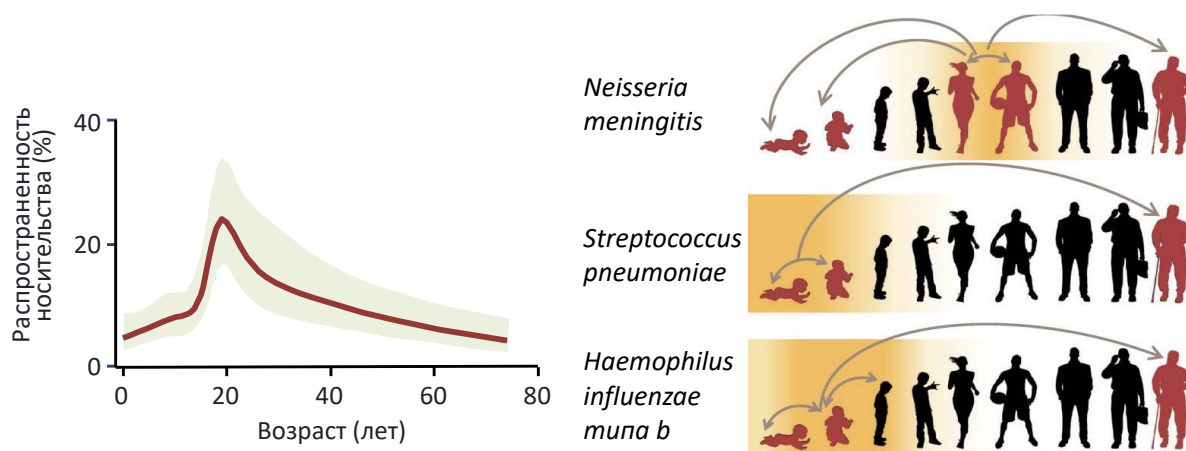 Распространенность
носительства (%)
40
20
0
0
20
40
60
80
Возраст (лет)
Neisseria
meningitis
Streptococcus
pneumoniae
Haemophilus
influenzae
типа b